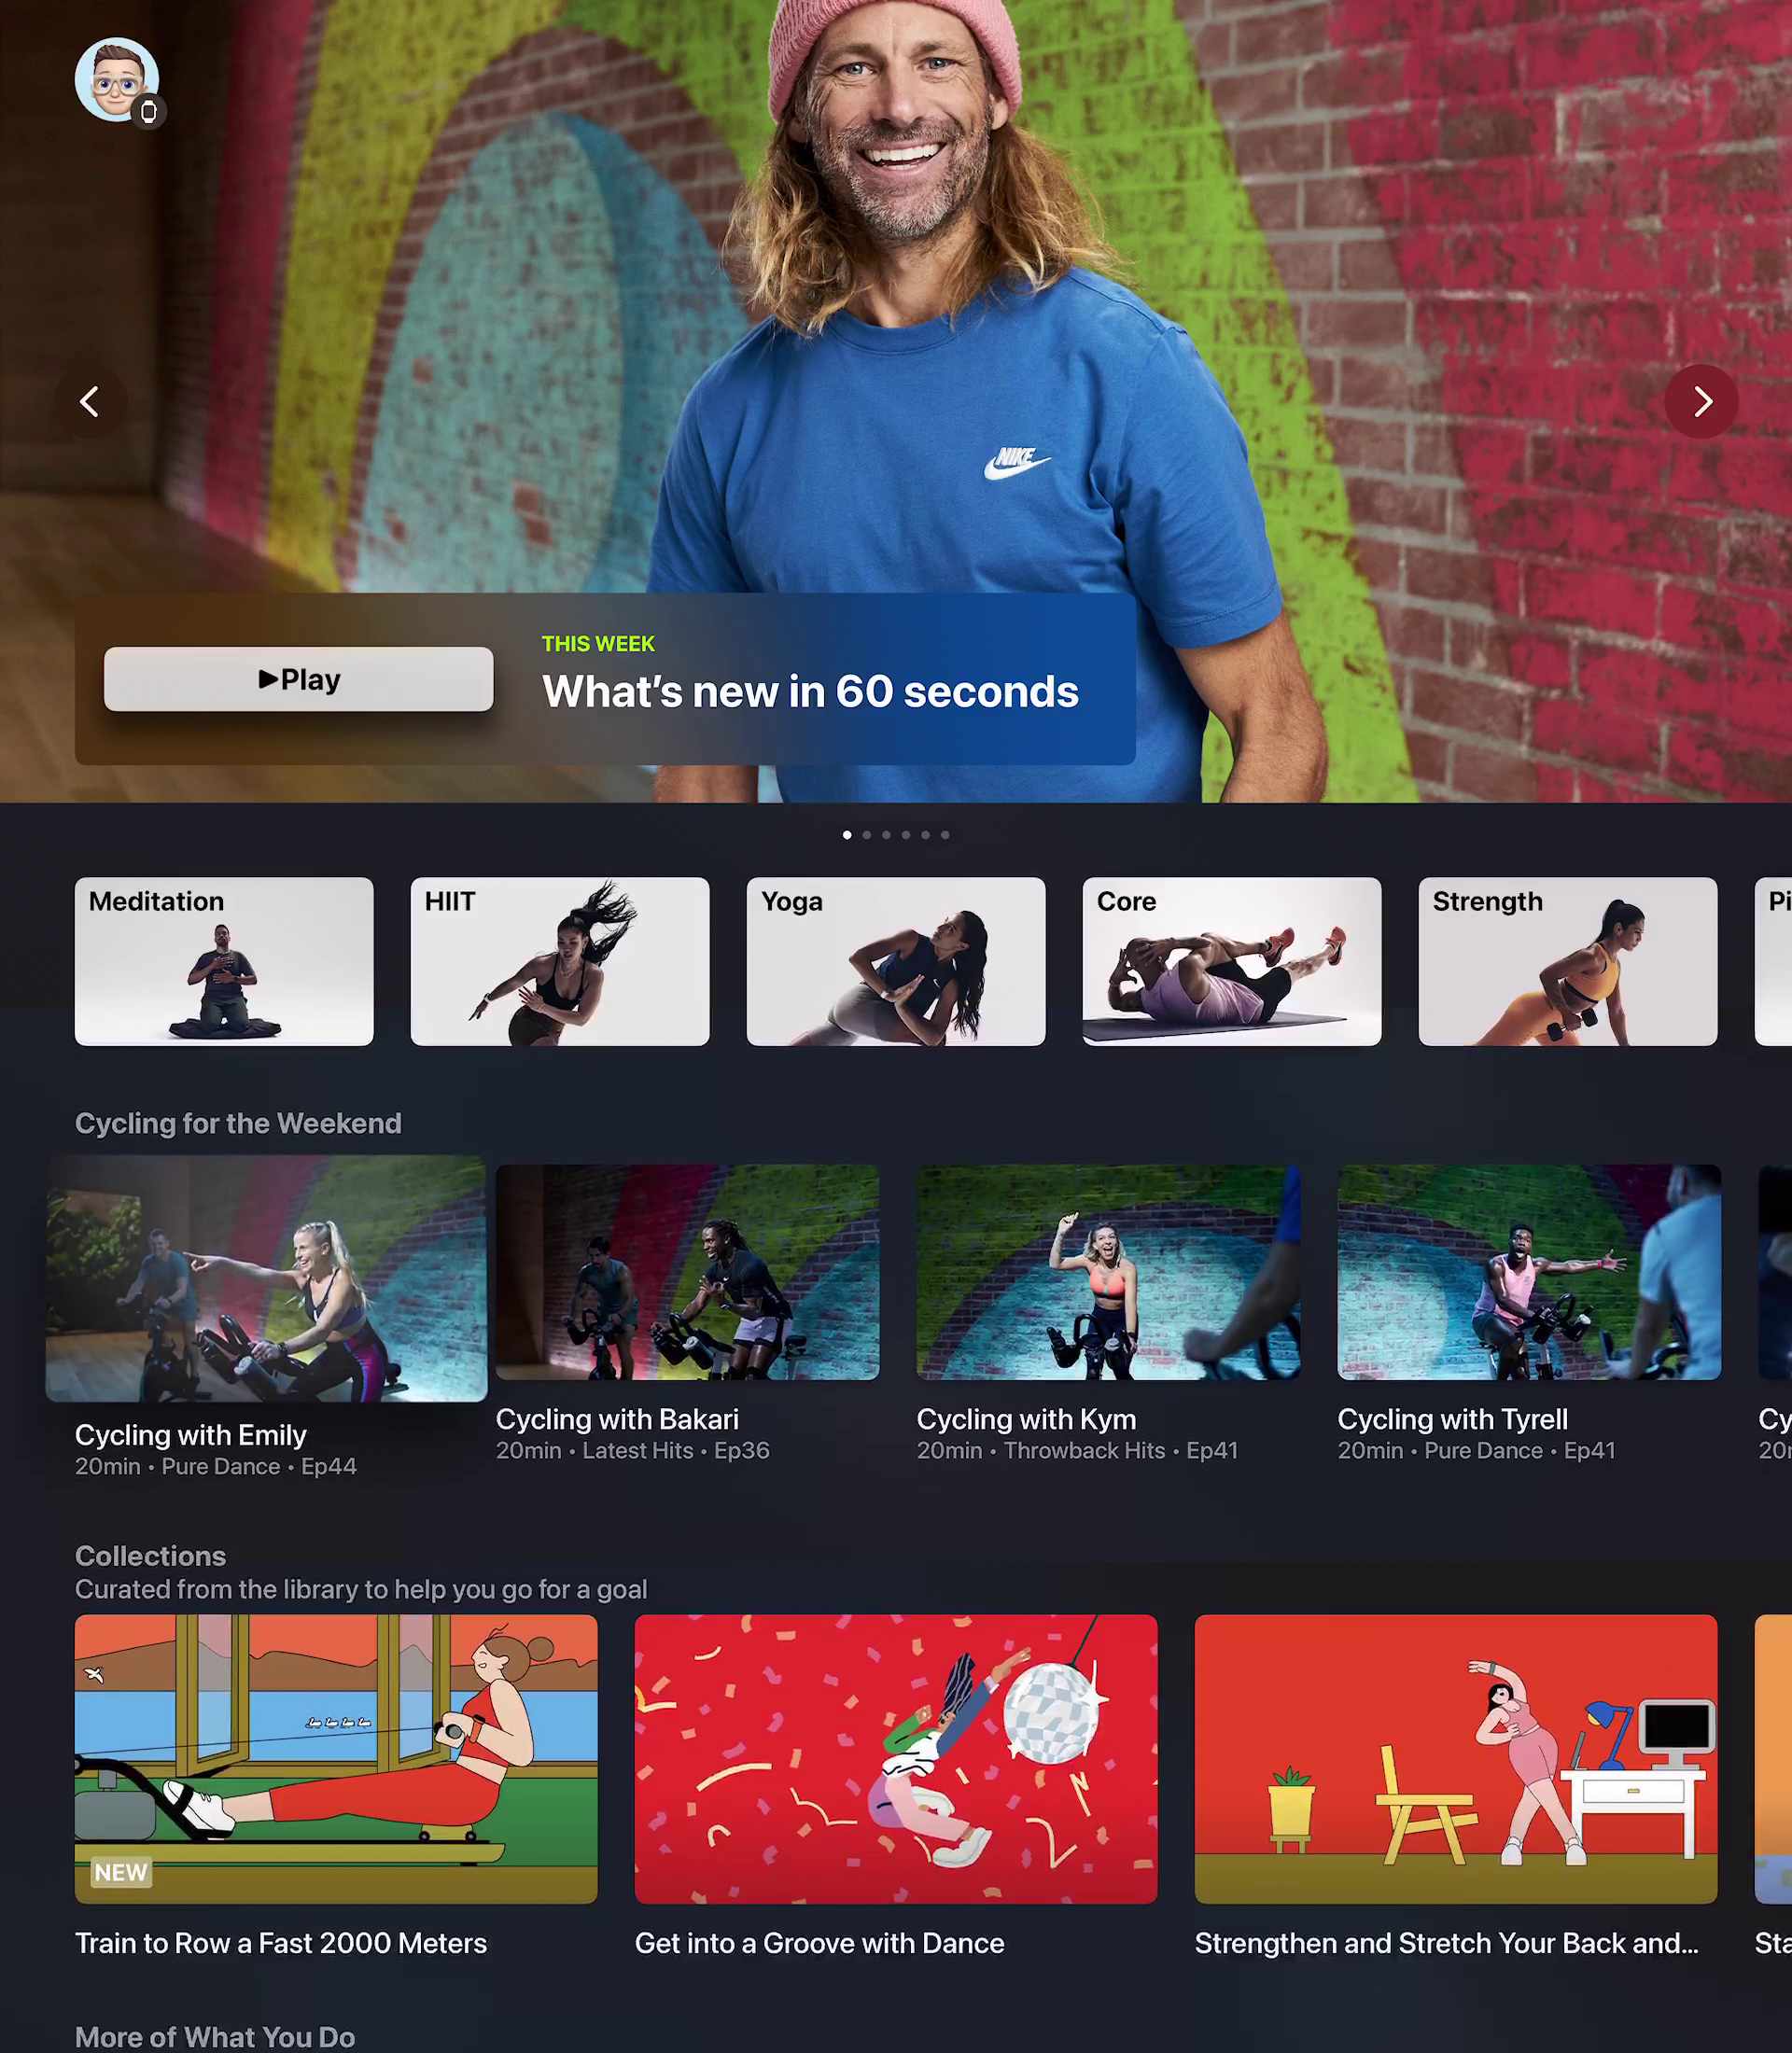 NIKE
THIS WEEK
▶Play
What's new in 60 seconds
Meditation
HIIT
Yoga
Core
Strength
Pi
Cycling for the Weekend
Cycling with Emily
20min • Pure Dance • Ep44
Cycling with Bakari
20min • Latest Hits • Ep36
Cycling with Kym
20min • Throwback Hits • Ep41
Cycling with Tyrell
20min • Pure Dance • Ep41
Cy
Collections
Curated from the library to help you go for a goal
NEW
Train to Row a Fast 2000 Meters
Get into a Groove with Dance
Strengthen and Stretch Your Back and...
Sta
More of What You Do